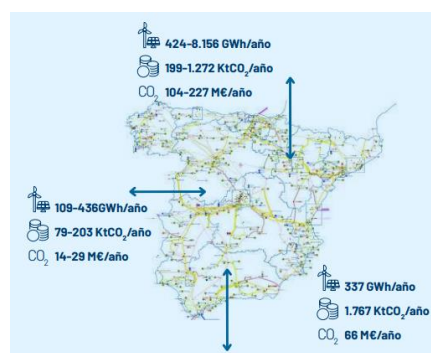 424-8.156 GWh/año
199-1.272 KtCO₂/año
CO₂ 104-227 M€/año
109-436GWh/año
79-203 KtCO₂/año
CO₂ 14-29 M€/año
337 GWh/año
1.767 KtCO₂/año
CO₂ 66 M€/año